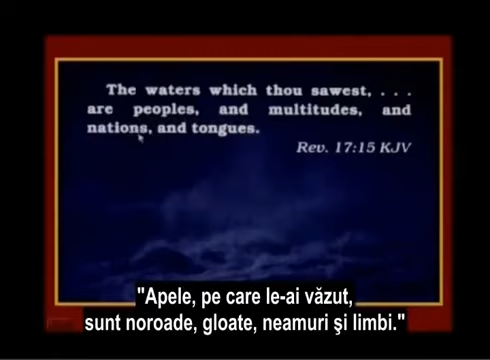 The waters which thou sawest, . . .
are peoples, and multitudes, and
nations, and tongues.
Rev. 17:15 KJV
"Apele, pe care le-ai văzut,
sunt noroade, gloate, neamuri şi limbi."